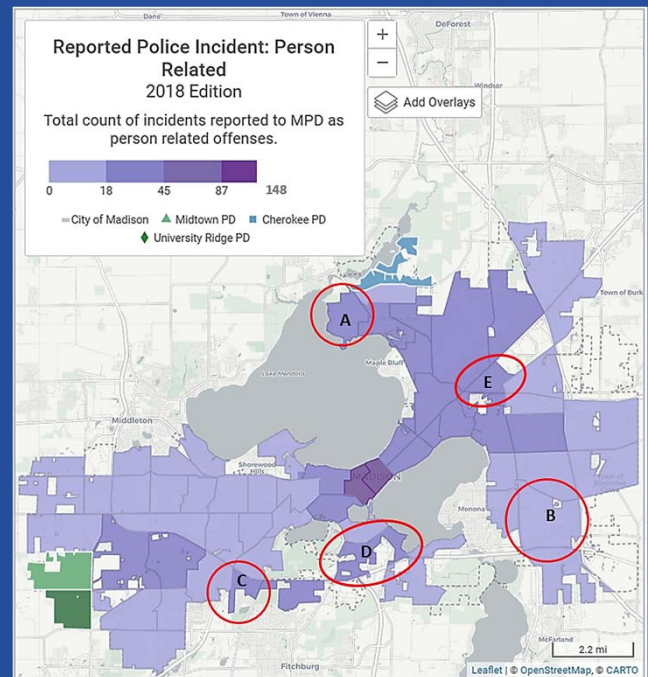 Dane
Town of Vienna
DeForest
Windsor
Reported Police Incident: Person
Related
2018 Edition
Total count of incidents reported to MPD as
person related offenses.
0 18 45 87 148
City of Madison Midtown PD Cherokee PD
University Ridge PD
+
−
Add Overlays
Town of Burk
A
Maple Bluff
Lake Mendota
E
Middleton
Shorewood
Hills
MADISON
Monona
B
D
C
McFarland
Fitchburg
2.2 mi
Leaflet | © OpenStreetMap, © CARTO